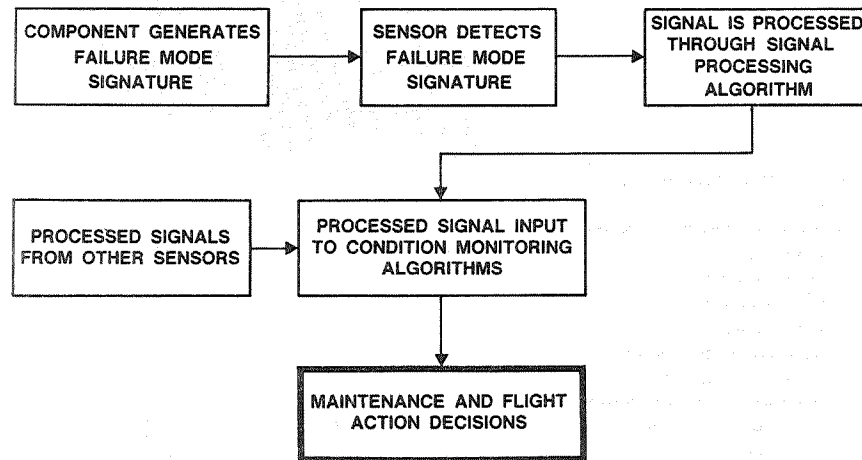 COMPONENT GENERATES
FAILURE MODE
SIGNATURE
SENSOR DETECTS
FAILURE MODE
SIGNATURE
SIGNAL IS PROCESSED
THROUGH SIGNAL
PROCESSING
ALGORITHM
PROCESSED SIGNALS
FROM OTHER SENSORS
PROCESSED SIGNAL INPUT
TO CONDITION MONITORING
ALGORITHMS
MAINTENANCE AND FLIGHT
ACTION DECISIONS